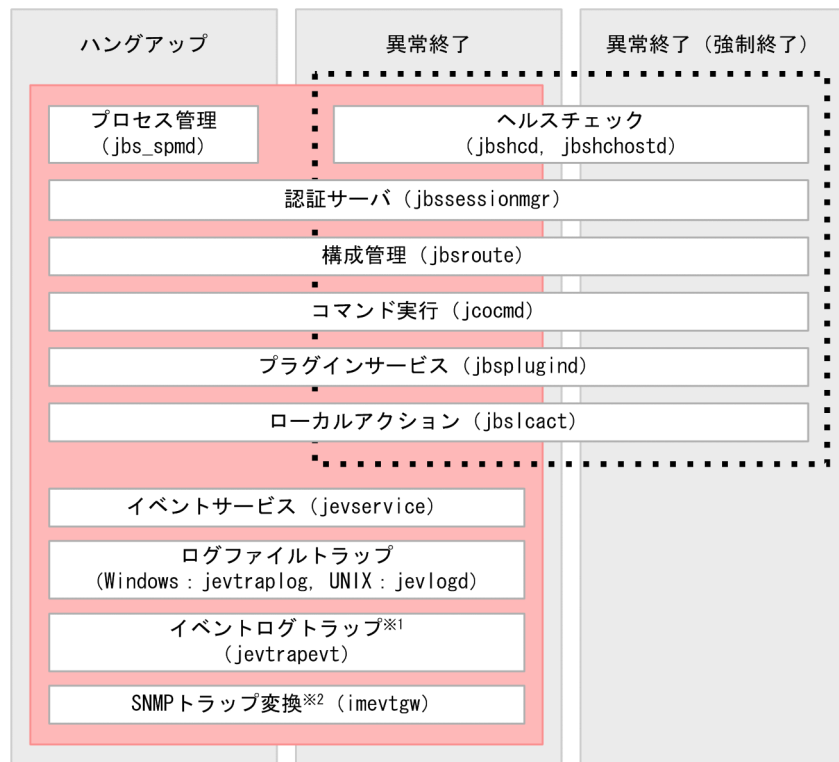 ハングアップ
異常終了
異常終了（強制終了）
プロセス管理
（jbs_spmd）
ヘルスチェック
（jbshcd, jbshchostd）
認証サーバ（jbssessionmgr）
構成管理（jbsroute）
コマンド実行（jcocmd）
プラグインサービス（jbsplugind）
ローカルアクション（jbslcact）
イベントサービス（jevservice）
ログファイルトラップ
（Windows：jevtraplog, UNIX：jevlogd）
イベントログトラップ※1
（jevtrapevt）
SNMPトラップ変換※2（imevtgw）